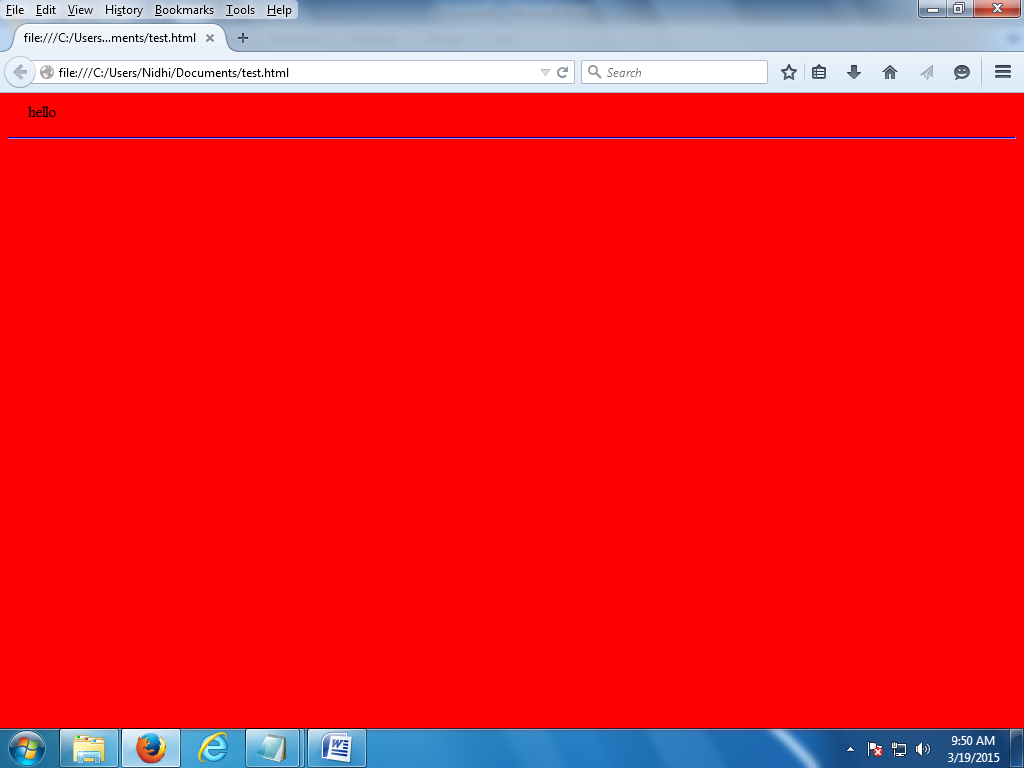 File Edit View History Bookmarks Tools Help
file:///C:/Users...ments/test.html
file:///C:/Users/Nidhi/Documents/test.html Search
hello
9:50 AM
3/19/2015